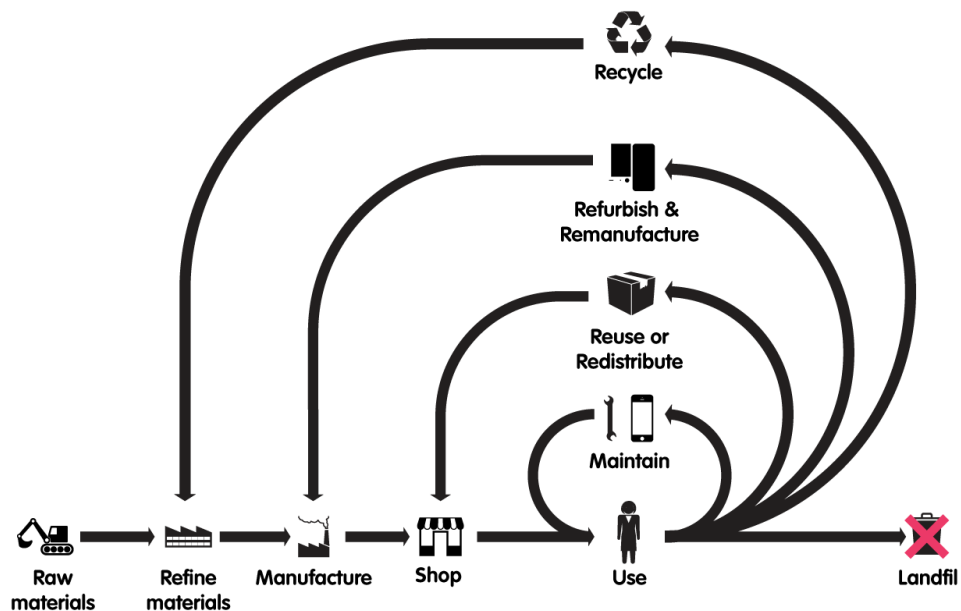 Recycle
Refurbish &
Remanufacture
Reuse or
Redistribute
Maintain
Raw
materials
Refine
materials
Manufacture
Shop
Use
Landfil